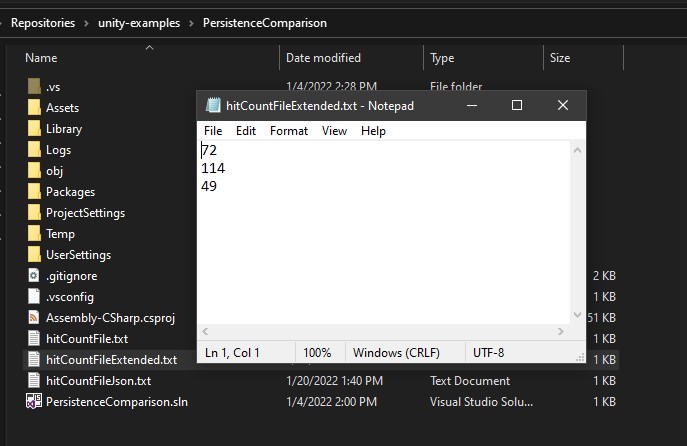 Repositories > unity-examples > PersistenceComparison
Name Date modified Type Size
.vs 1/4/2022 2:28 PM File folder
Assets
Library
Logs
obj
Packages
ProjectSettings
Temp
UserSettings
.gitignore 2 KB
.vsconfig 1 KB
Assembly-CSharp.csproj 51 KB
hitCountFile.txt 1 KB
hitCountFileExtended.txt 1 KB
hitCountFileJson.txt 1/20/2022 1:40 PM Text Document 1 KB
PersistenceComparison.sln 1/4/2022 2:00 PM Visual Studio Solu... 1 KB
hitCountFileExtended.txt - Notepad
File Edit Format View Help
72
114
49
Ln 1, Col 1 100% Windows (CRLF) UTF-8